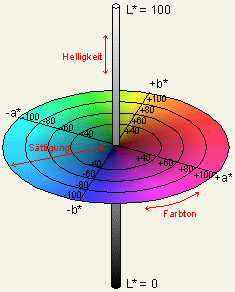 L* = 100
Helligkeit
+b*
-a*
-100
-80
-60
-40
+100
+80
+60
+40
Sättigung
+40
+60
+80
+100
+a*
-40
-60
-80
-100
-b*
Farbton
L* = 0